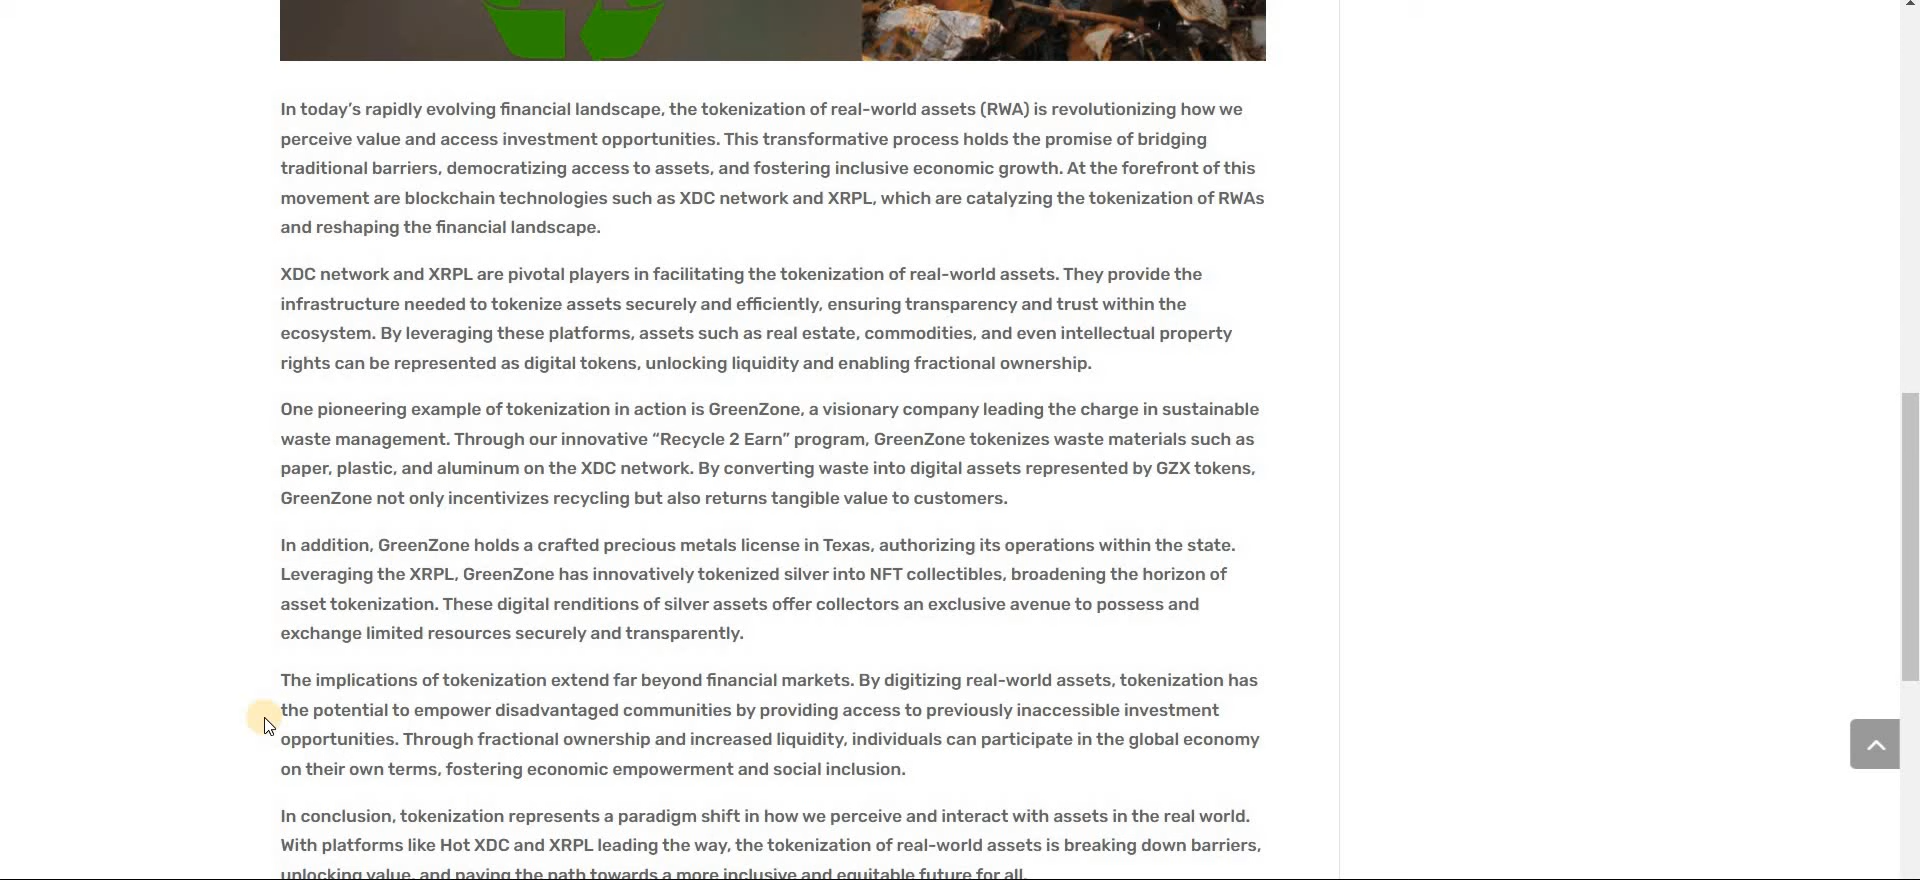 In today’s rapidly evolving financial landscape, the tokenization of real-world assets (RWA) is revolutionizing how we
perceive value and access investment opportunities. This transformative process holds the promise of bridging
traditional barriers, democratizing access to assets, and fostering inclusive economic growth. At the forefront of this
movement are blockchain technologies such as XDC network and XRPL, which are catalyzing the tokenization of RWAs
and reshaping the financial landscape.
XDC network and XRPL are pivotal players in facilitating the tokenization of real-world assets. They provide the
infrastructure needed to tokenize assets securely and efficiently, ensuring transparency and trust within the
ecosystem. By leveraging these platforms, assets such as real estate, commodities, and even intellectual property
rights can be represented as digital tokens, unlocking liquidity and enabling fractional ownership.
One pioneering example of tokenization in action is GreenZone, a visionary company leading the charge in sustainable
waste management. Through our innovative “Recycle 2 Earn” program, GreenZone tokenizes waste materials such as
paper, plastic, and aluminum on the XDC network. By converting waste into digital assets represented by GZX tokens,
GreenZone not only incentivizes recycling but also returns tangible value to customers.
In addition, GreenZone holds a crafted precious metals license in Texas, authorizing its operations within the state.
Leveraging the XRPL, GreenZone has innovatively tokenized silver into NFT collectibles, broadening the horizon of
asset tokenization. These digital renditions of silver assets offer collectors an exclusive avenue to possess and
exchange limited resources securely and transparently.
The implications of tokenization extend far beyond financial markets. By digitizing real-world assets, tokenization has
the potential to empower disadvantaged communities by providing access to previously inaccessible investment
opportunities. Through fractional ownership and increased liquidity, individuals can participate in the global economy
on their own terms, fostering economic empowerment and social inclusion.
In conclusion, tokenization represents a paradigm shift in how we perceive and interact with assets in the real world.
With platforms like Hot XDC and XRPL leading the way, the tokenization of real-world assets is breaking down barriers,
unlocking value, and paving the path towards a more inclusive and equitable future for all.